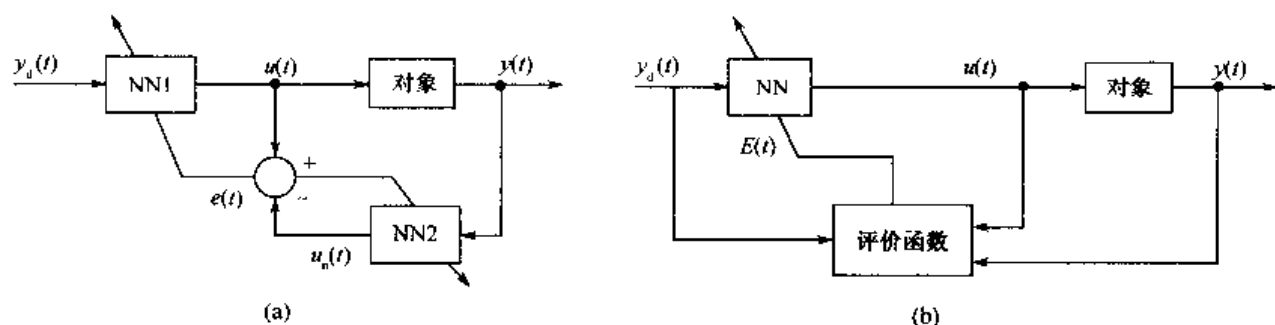 y_d(t)
NN1
u(t)
对象
y(t)
e(t)
+
−
u_n(t)
NN2
(a)
y_d(t)
NN
u(t)
对象
y(t)
E(t)
评价函数
(b)